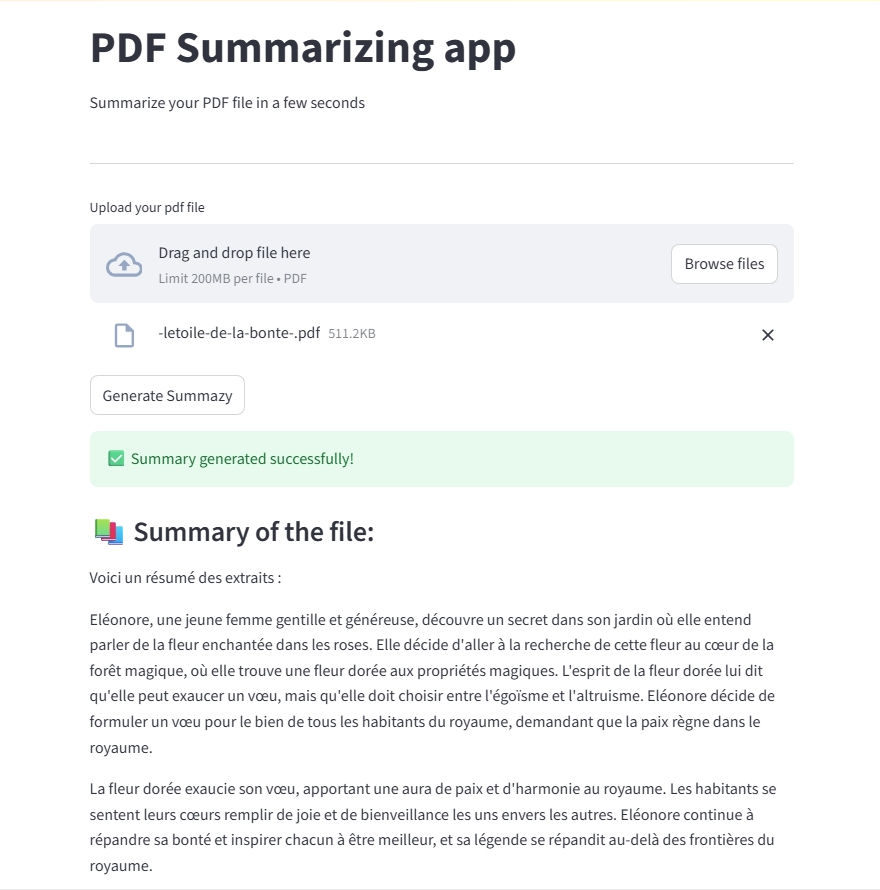 PDF Summarizing app
Summarize your PDF file in a few seconds
Upload your pdf file
Drag and drop file here
Limit 200MB per file • PDF
Browse files
-letoile-de-la-bonte-.pdf 511.2KB
Generate Summazy
✅ Summary generated successfully!
📚 Summary of the file:
Voici un résumé des extraits :
Eléonore, une jeune femme gentille et généreuse, découvre un secret dans son jardin où elle entend
parler de la fleur enchantée dans les roses. Elle décide d'aller à la recherche de cette fleur au cœur de la
forêt magique, où elle trouve une fleur dorée aux propriétés magiques. L'esprit de la fleur dorée lui dit
qu'elle peut exaucer un vœu, mais qu'elle doit choisir entre l'égoïsme et l'altruisme. Eléonore décide de
formuler un vœu pour le bien de tous les habitants du royaume, demandant que la paix règne dans le
royaume.
La fleur dorée exaucie son vœu, apportant une aura de paix et d'harmonie au royaume. Les habitants se
sentent leurs cœurs remplir de joie et de bienveillance les uns envers les autres. Eléonore continue à
répandre sa bonté et inspirer chacun à être meilleur, et sa légende se répandit au-delà des frontières du
royaume.